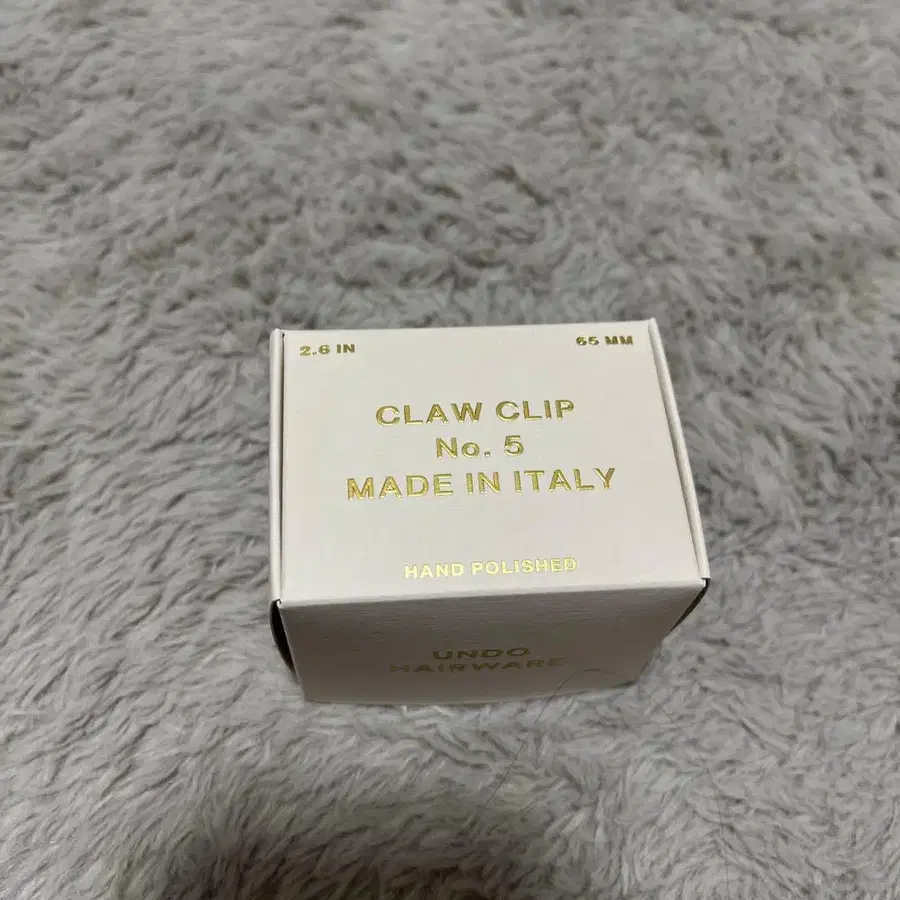 2.6 IN 65 MM
CLAW CLIP
No. 5
MADE IN ITALY
HAND POLISHED
UNDO
HAIRWARE